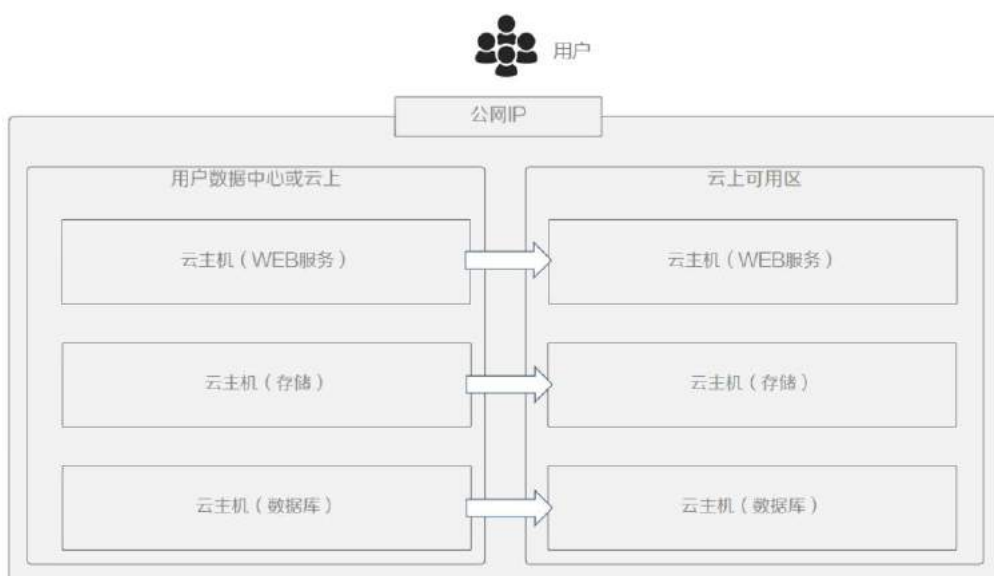 用户
公网IP
用户数据中心或云上
云上可用区
云主机（WEB服务）
云主机（WEB服务）
云主机（存储）
云主机（存储）
云主机（数据库）
云主机（数据库）